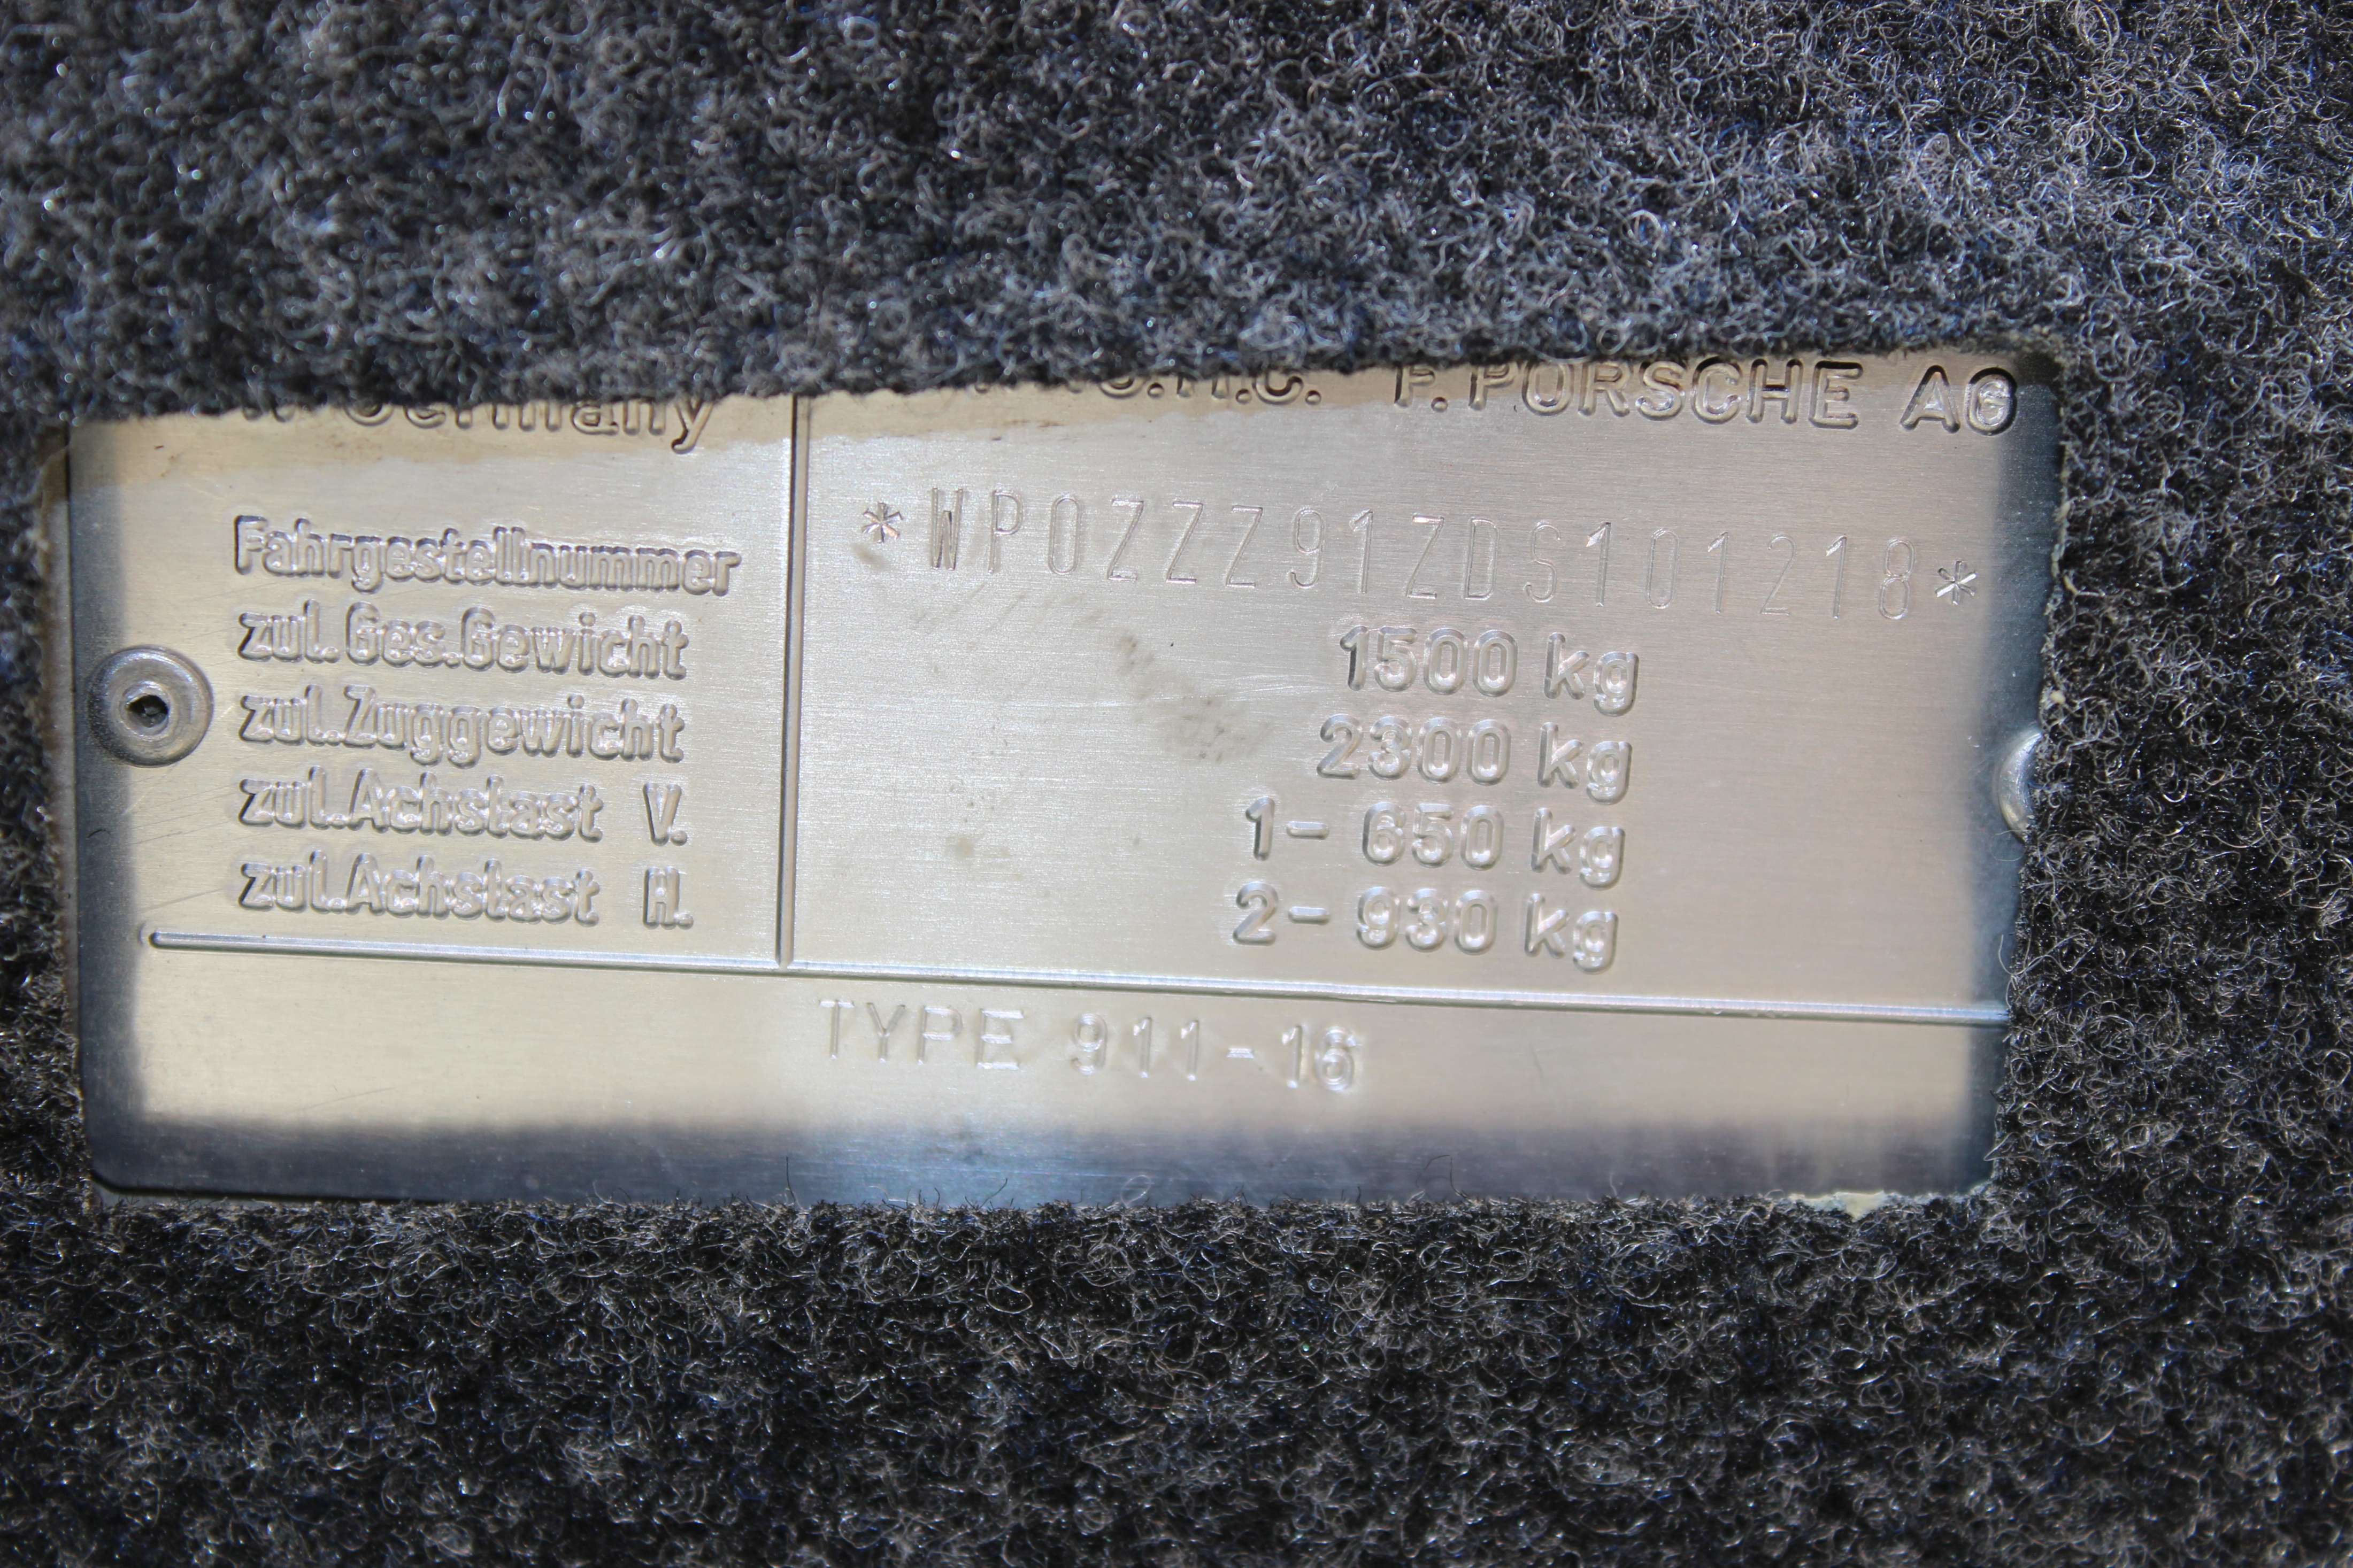 Germany
F. PORSCHE AG
Fahrgestellnummer *WP0ZZZ91ZDS101218*
zul.Ges.Gewicht 1500 kg
zul.Zuggewicht 2300 kg
zul.Achslast V. 1- 650 kg
zul.Achslast H. 2- 930 kg
TYPE 911-16